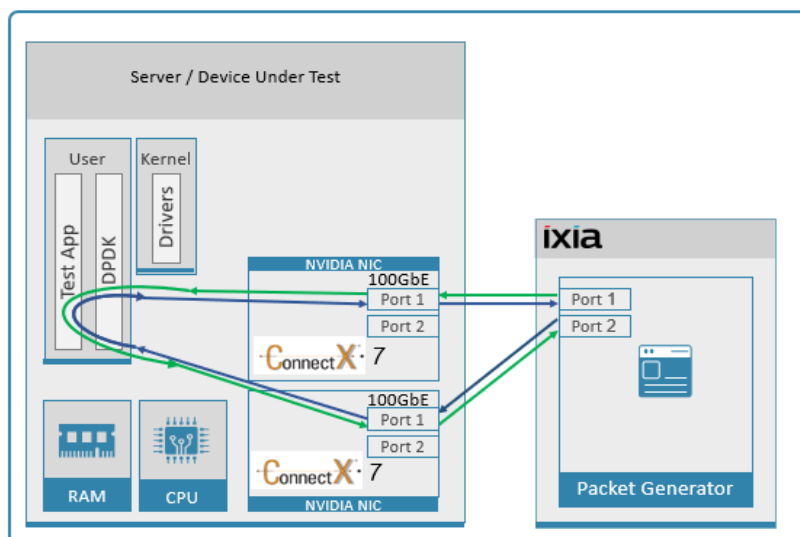 Server / Device Under Test
User
Kernel
Test App
DPDK
Drivers
NVIDIA NIC
100GbE
Port 1
Port 2
ConnectX · 7
100GbE
Port 1
Port 2
ConnectX · 7
NVIDIA NIC
RAM
CPU
ixia
Port 1
Port 2
Packet Generator